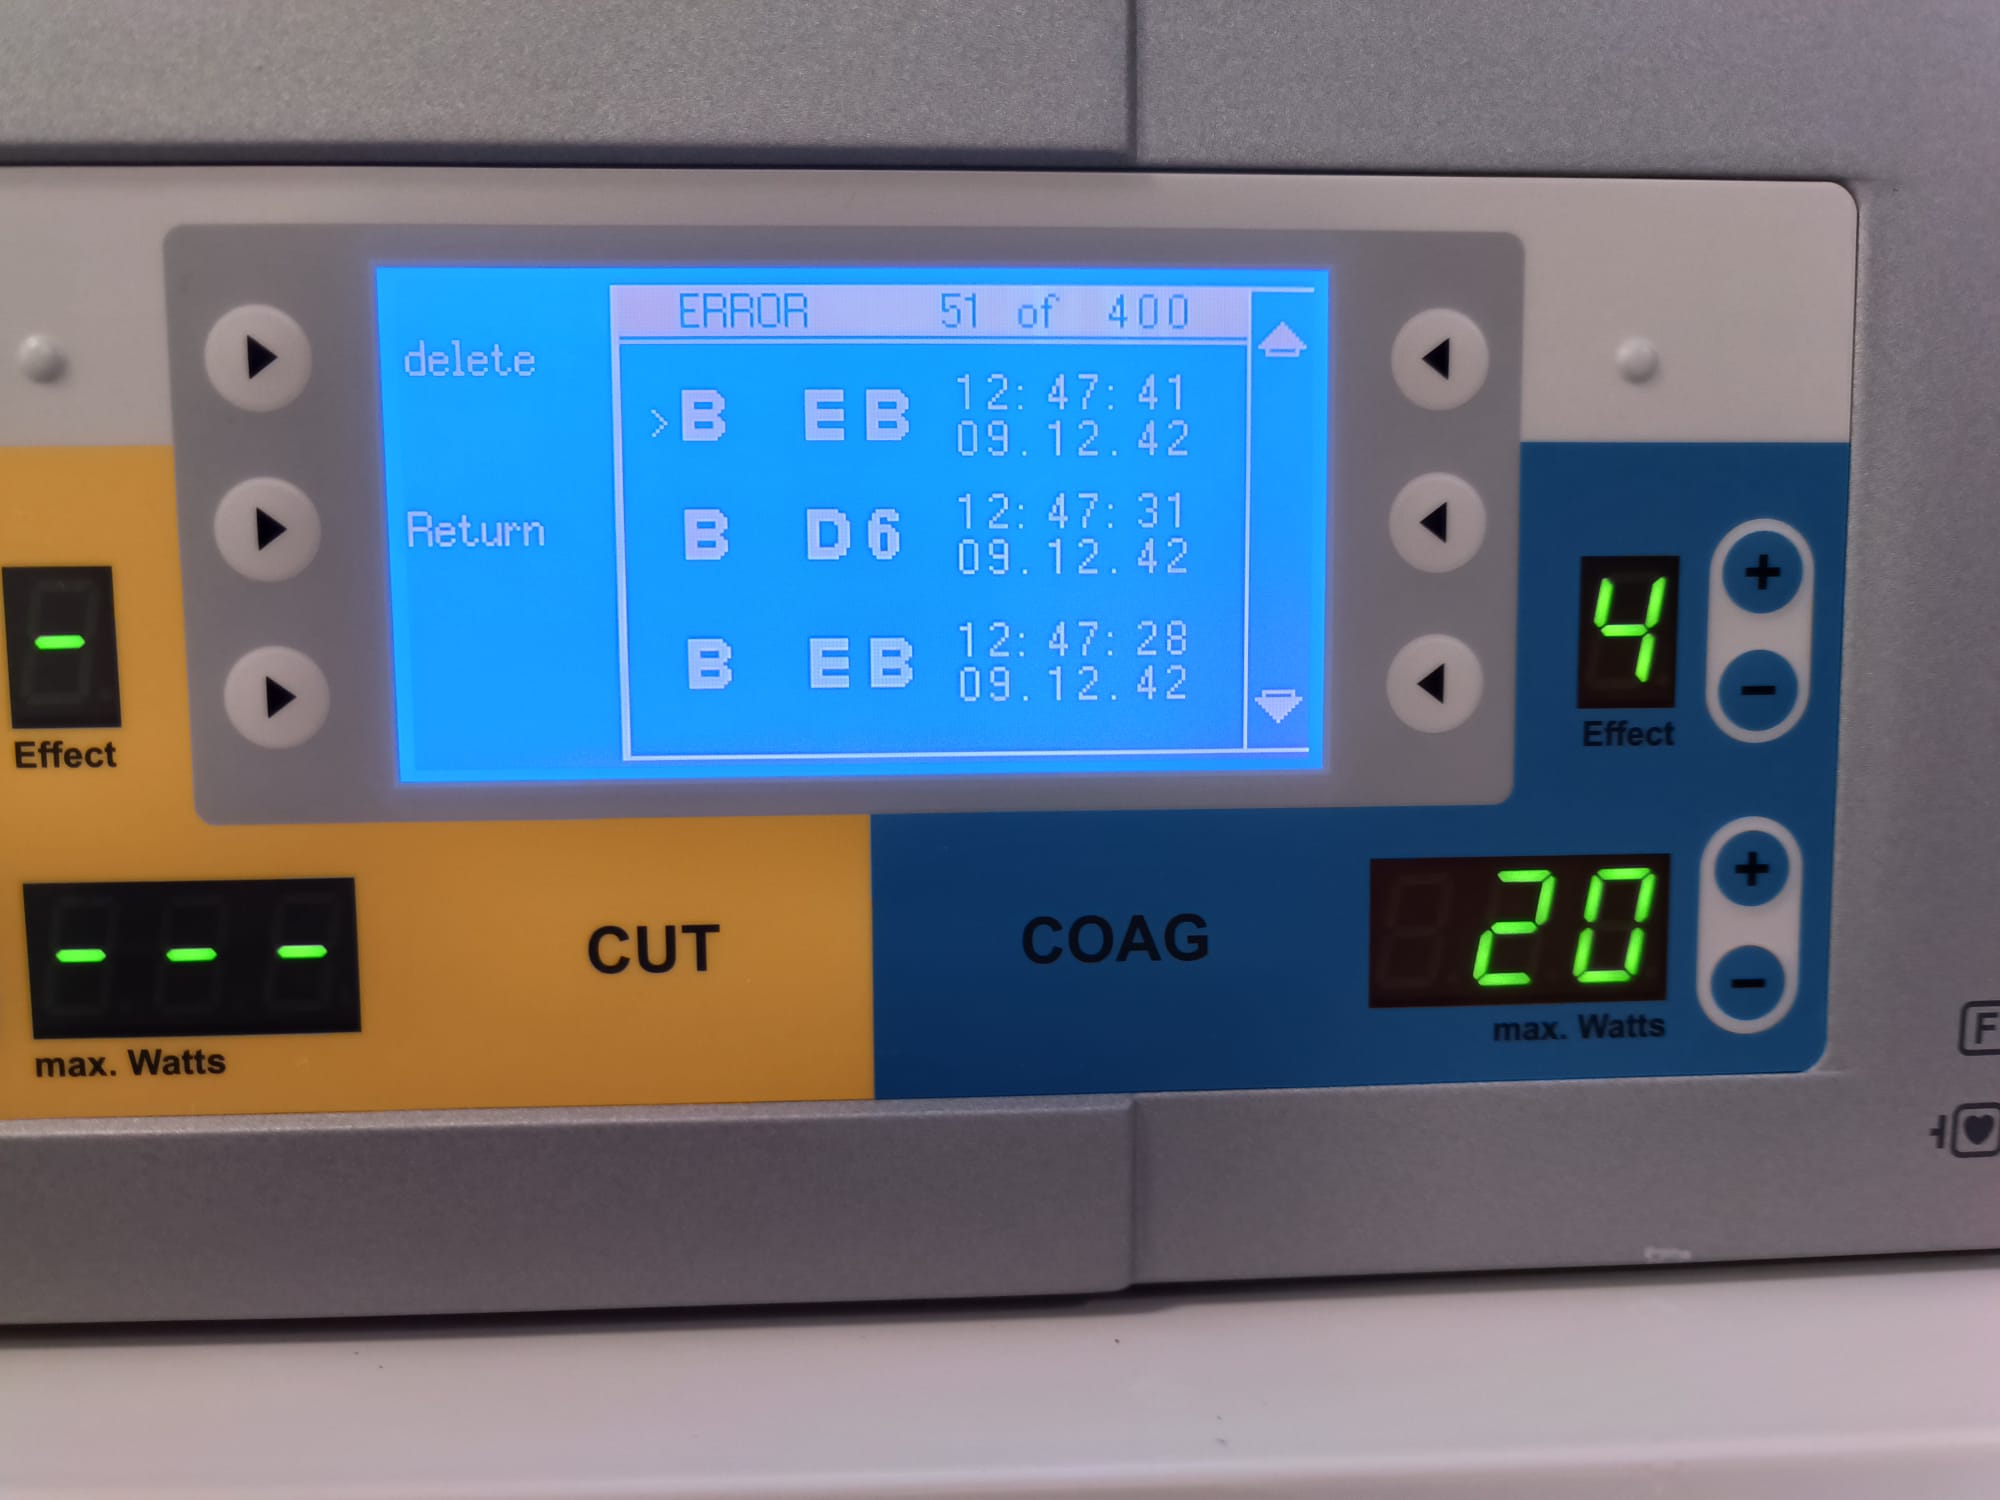 ERROR 51 of 400
delete
>B EB 12:47:41
09.12.42
Return
B D6 12:47:31
09.12.42
B EB 12:47:28
09.12.42
-
Effect
4
Effect
+
-
- - -
max. Watts
CUT
COAG
20
max. Watts
+
-
F